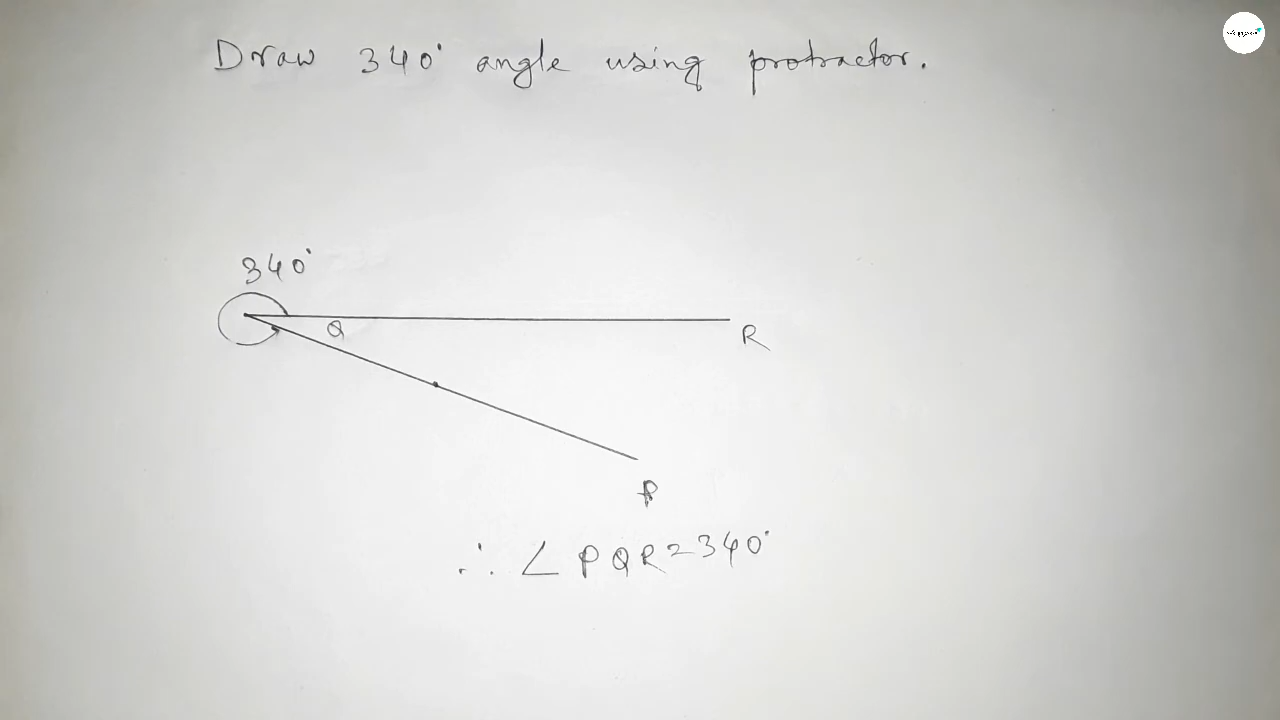 Draw 340° angle using protractor.
340°
Q
R
P
∴ ∠PQR=340°